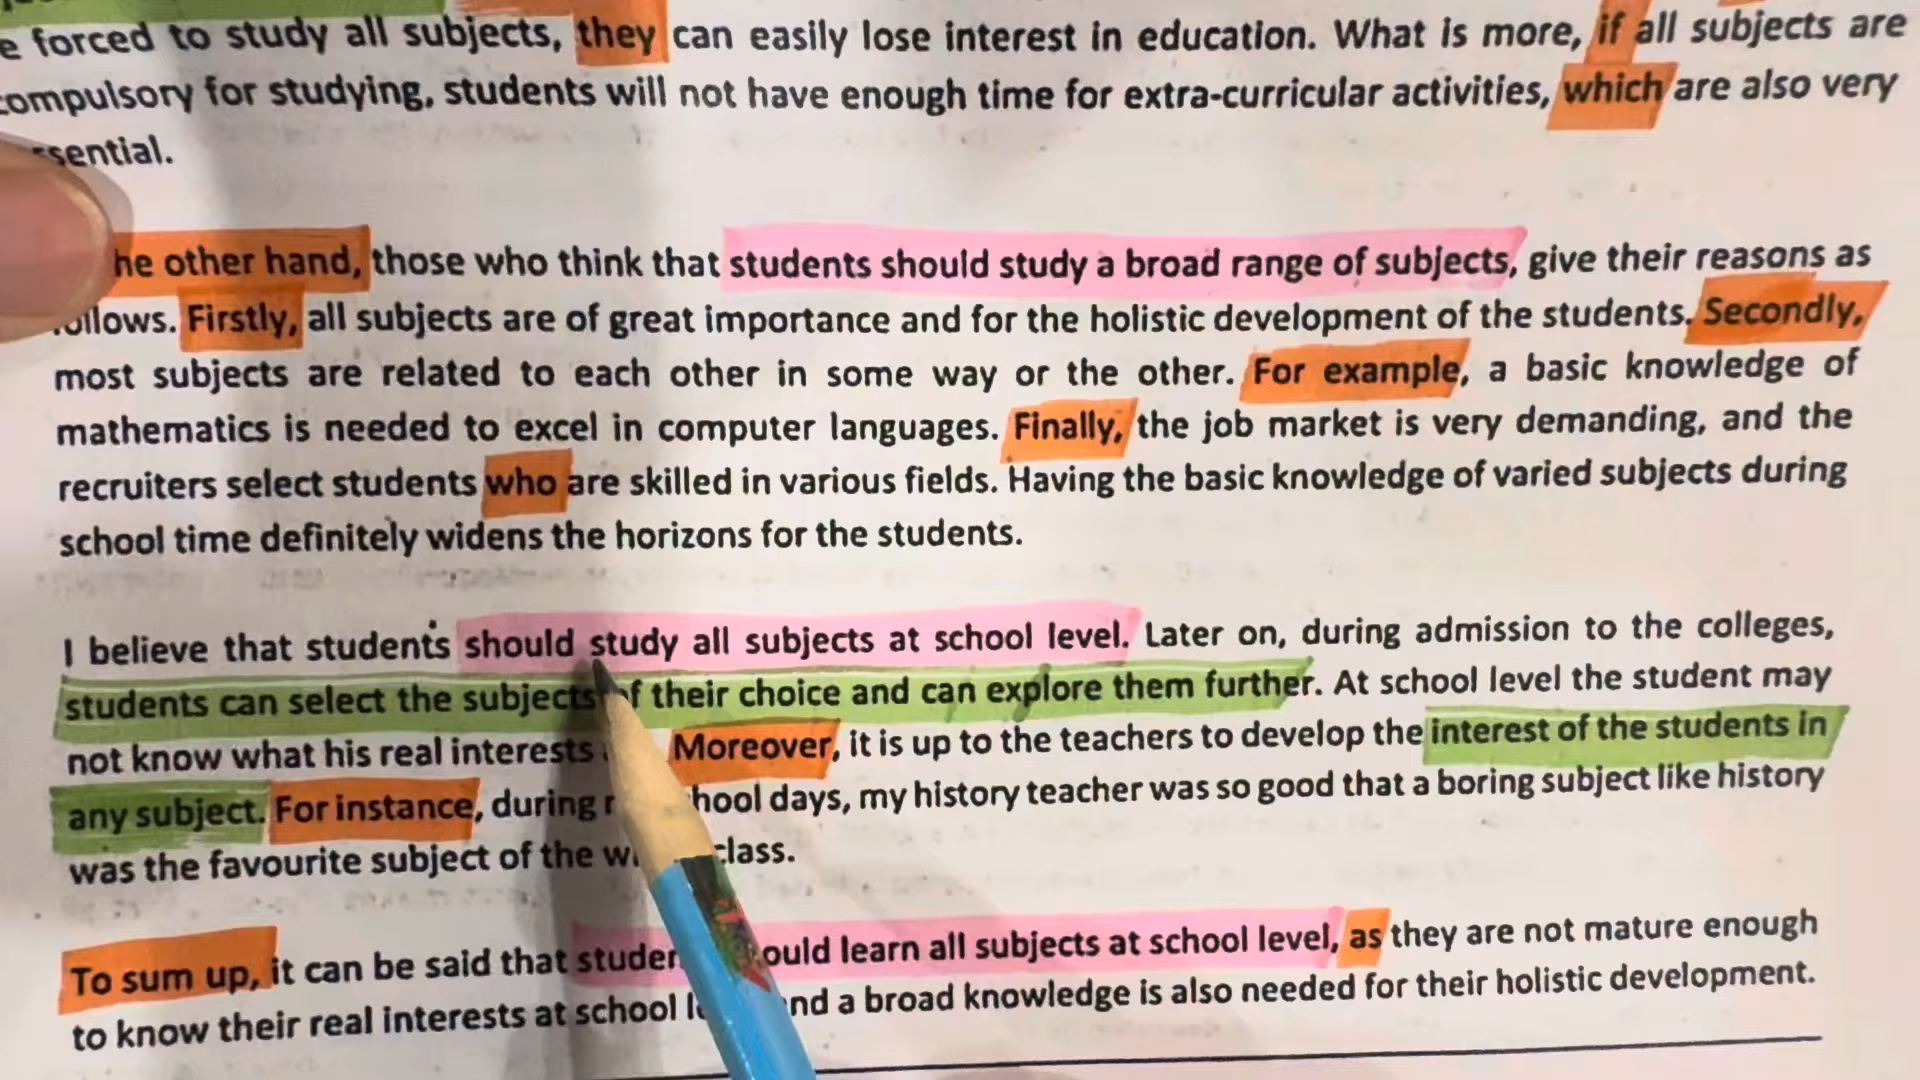 forced to study all subjects, they can easily lose interest in education. What is more, if all subjects are
compulsory for studying, students will not have enough time for extra-curricular activities, which are also very
other hand, those who think that students should study a broad range of subjects, give their reasons as
Firstly, all subjects are of great importance and for the holistic development of the students. Secondly,
most subjects are related to each other in some way or the other. For example, a basic knowledge of
mathematics is needed to excel in computer languages. Finally, the job market is very demanding, and the
recruiters select students who are skilled in various fields. Having the basic knowledge of varied subjects during
school time definitely widens the horizons for the students.
I believe that students should study all subjects at school level. Later on, during admission to the colleges,
students can select the subjects of their choice and can explore them further. At school level the student may
not know what his real interests Moreover, it is up to the teachers to develop the interest of the students in
any subject. For instance, during days, my history teacher was so good that a boring subject like history
was the favourite subject of the
To sum up, it can be said that learn all subjects at school level, as they are not mature enough
to know their real interests at school a broad knowledge is also needed for their holistic development.